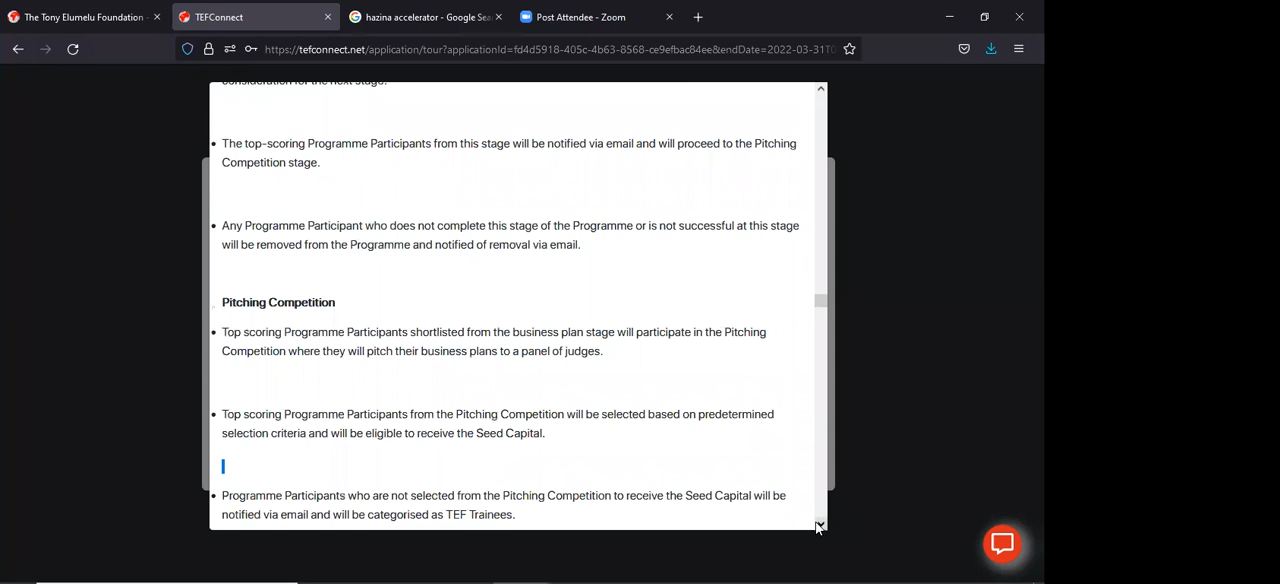 The Tony Elumelu Foundation -
TEFConnect
hazina accelerator - Google Sea
Post Attendee - Zoom
https://tefconnect.net/application/tour?applicationId=fd4d5918-405c-4b63-8568-ce9efbac84ee&endDate=2022-03-31T0
consideration for the next stage.
• The top-scoring Programme Participants from this stage will be notified via email and will proceed to the Pitching
Competition stage.
• Any Programme Participant who does not complete this stage of the Programme or is not successful at this stage
will be removed from the Programme and notified of removal via email.
Pitching Competition
• Top scoring Programme Participants shortlisted from the business plan stage will participate in the Pitching
Competition where they will pitch their business plans to a panel of judges.
• Top scoring Programme Participants from the Pitching Competition will be selected based on predetermined
selection criteria and will be eligible to receive the Seed Capital.
• Programme Participants who are not selected from the Pitching Competition to receive the Seed Capital will be
notified via email and will be categorised as TEF Trainees.